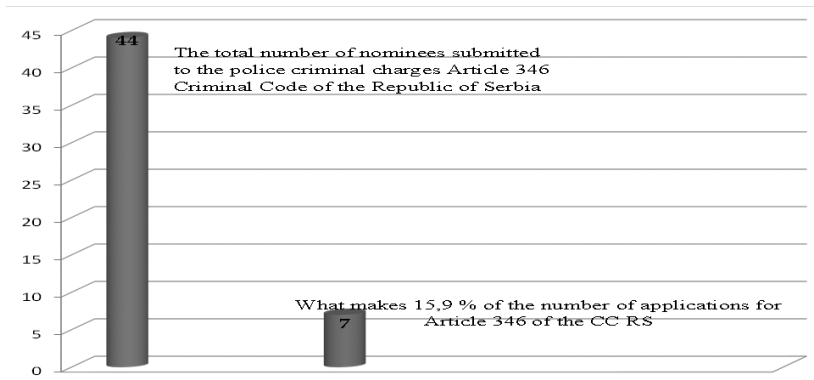 45
40
35
30
25
20
15
10
5
0
44
The total number of nominees submitted
to the police criminal charges Article 346
Criminal Code of the Republic of Serbia
What makes 15,9 % of the number of applications for
Article 346 of the CC RS
7